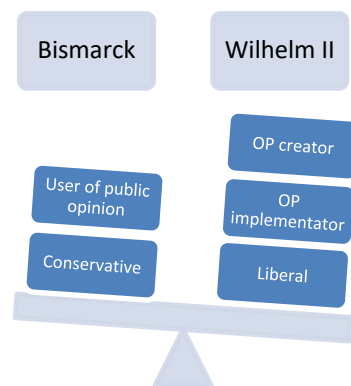 Bismarck
Wilhelm II
OP creator
User of public
opinion
OP
implementator
Conservative
Liberal